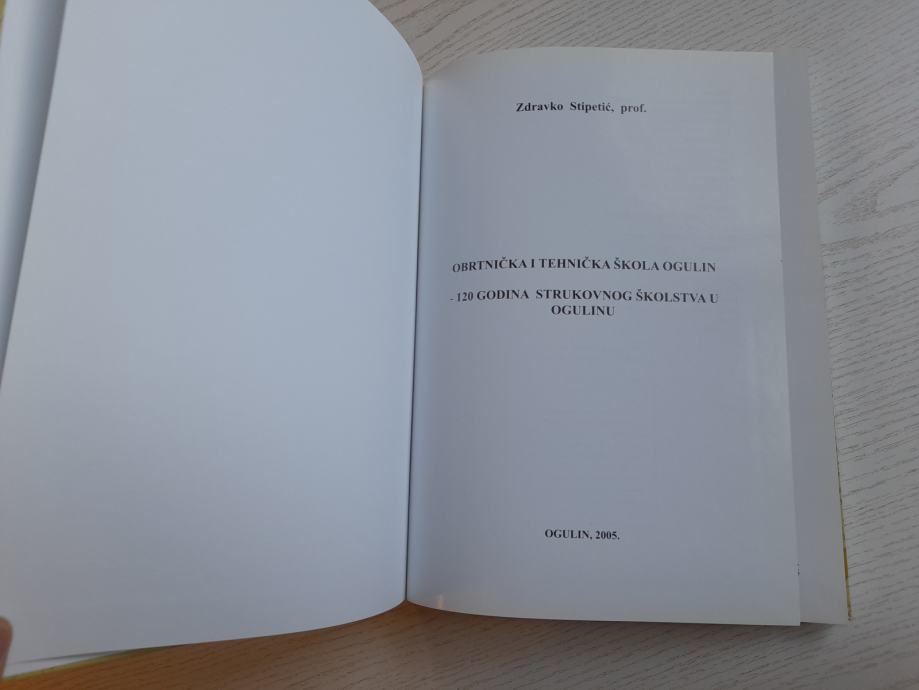 Zdravko Stipetić, prof.
OBRTNIČKA I TEHNIČKA ŠKOLA OGULIN
- 120 GODINA STRUKOVNOG ŠKOLSTVA U
OGULINU
OGULIN, 2005.